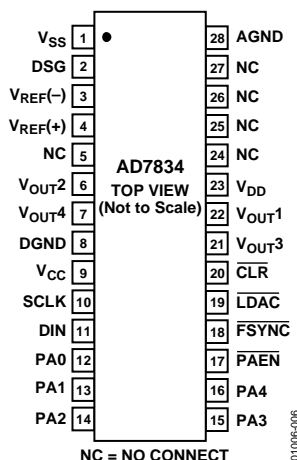 VSS 1 28 AGND
DSG 2 27 NC
VREF(–) 3 26 NC
VREF(+) 4 25 NC
NC 5 24 NC
AD7834
TOP VIEW
(Not to Scale)
VOUT2 6 23 VDD
VOUT4 7 22 VOUT1
DGND 8 21 VOUT3
VCC 9 20 CLR
SCLK 10 19 LDAC
DIN 11 18 FSYNC
PA0 12 17 PAEN
PA1 13 16 PA4
PA2 14 15 PA3
NC = NO CONNECT
01006-006